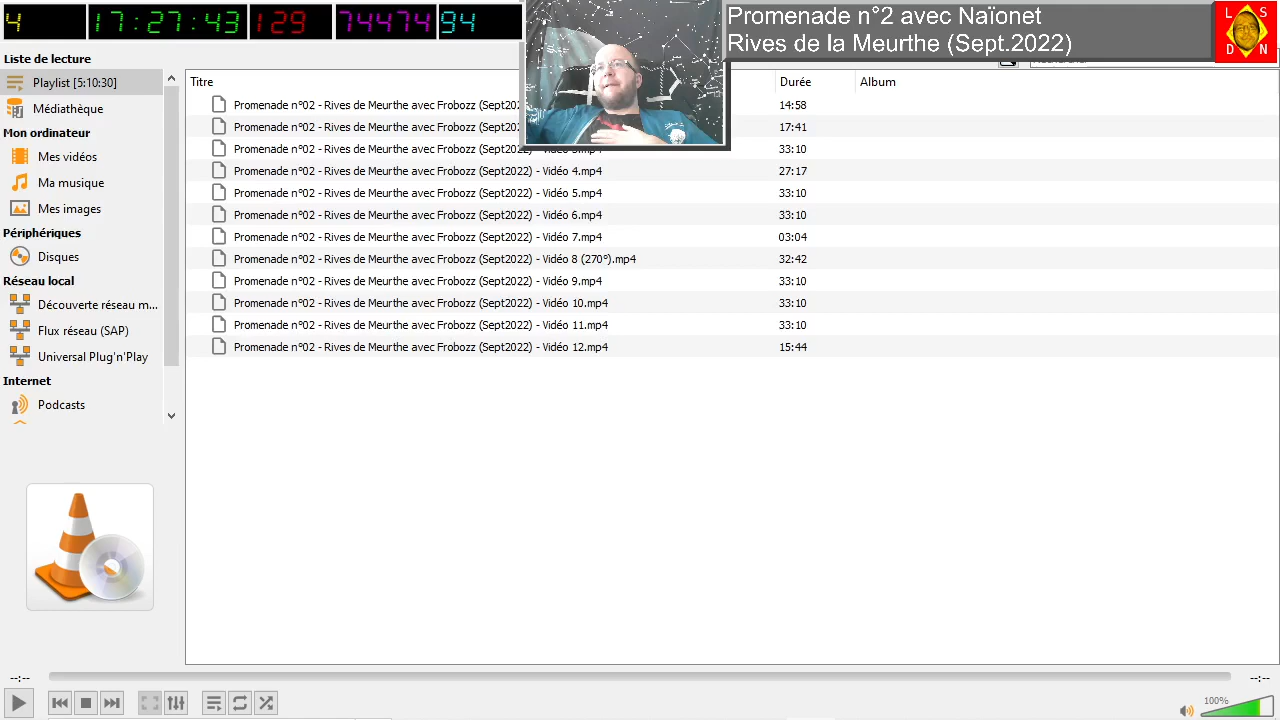 4 17:27:43 129 74474 94
Promenade n°2 avec Naïonet
Rives de la Meurthe (Sept.2022)
L S
D N
Liste de lecture
Playlist [5:10:30]
Médiathèque
Mon ordinateur
Mes vidéos
Ma musique
Mes images
Périphériques
Disques
Réseau local
Découverte réseau m...
Flux réseau (SAP)
Universal Plug'n'Play
Internet
Podcasts
Titre Durée Album
Promenade n°02 - Rives de Meurthe avec Frobozz (Sept202 14:58
Promenade n°02 - Rives de Meurthe avec Frobozz (Sept202 17:41
Promenade n°02 - Rives de Meurthe avec Frobozz (Sept2022) - Vidéo 3.mp4 33:10
Promenade n°02 - Rives de Meurthe avec Frobozz (Sept2022) - Vidéo 4.mp4 27:17
Promenade n°02 - Rives de Meurthe avec Frobozz (Sept2022) - Vidéo 5.mp4 33:10
Promenade n°02 - Rives de Meurthe avec Frobozz (Sept2022) - Vidéo 6.mp4 33:10
Promenade n°02 - Rives de Meurthe avec Frobozz (Sept2022) - Vidéo 7.mp4 03:04
Promenade n°02 - Rives de Meurthe avec Frobozz (Sept2022) - Vidéo 8 (270°).mp4 32:42
Promenade n°02 - Rives de Meurthe avec Frobozz (Sept2022) - Vidéo 9.mp4 33:10
Promenade n°02 - Rives de Meurthe avec Frobozz (Sept2022) - Vidéo 10.mp4 33:10
Promenade n°02 - Rives de Meurthe avec Frobozz (Sept2022) - Vidéo 11.mp4 33:10
Promenade n°02 - Rives de Meurthe avec Frobozz (Sept2022) - Vidéo 12.mp4 15:44
--:-- --:--
100%